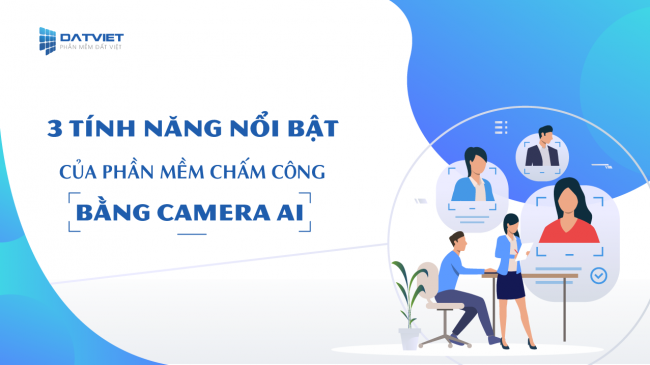 DATVIET
PHẦN MỀM ĐẤT VIỆT
3 TÍNH NĂNG NỔI BẬT
CỦA PHẦN MỀM CHẤM CÔNG
BẰNG CAMERA AI